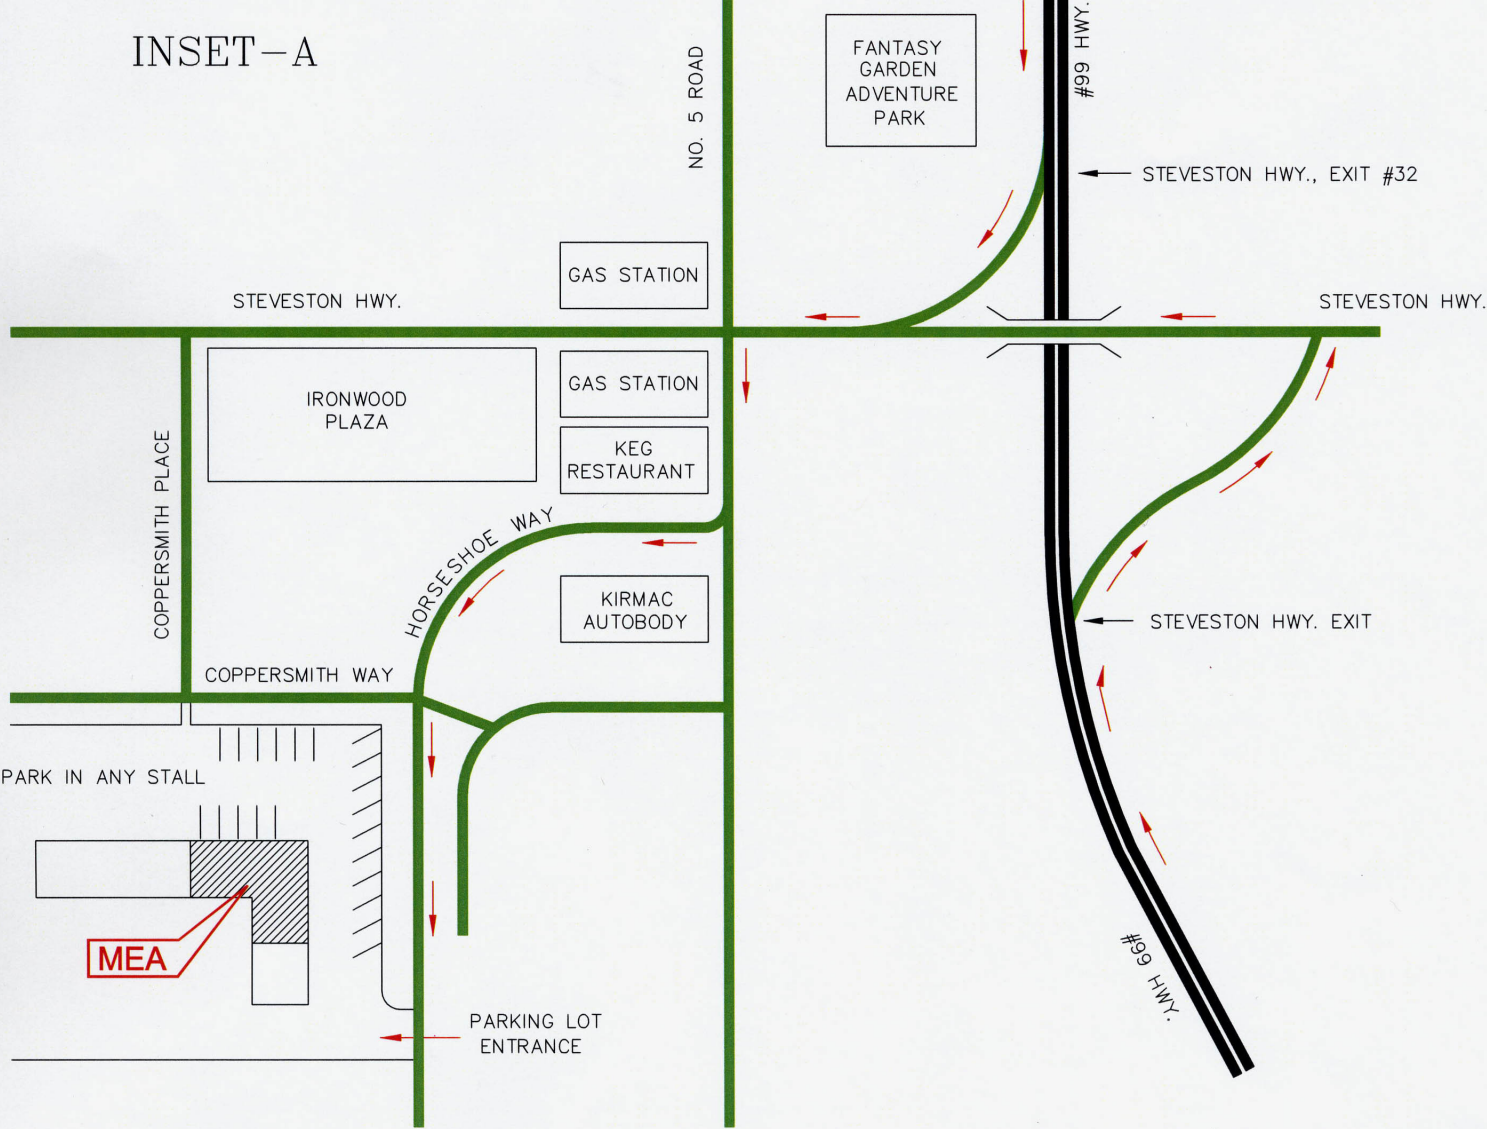 INSET-A
NO. 5 ROAD
FANTASY
GARDEN
ADVENTURE
PARK
#99 HWY.
STEVESTON HWY., EXIT #32
GAS STATION
STEVESTON HWY.
STEVESTON HWY.
GAS STATION
IRONWOOD
PLAZA
KEG
RESTAURANT
COPPERSMITH PLACE
HORSESHOE WAY
KIRMAC
AUTOBODY
STEVESTON HWY. EXIT
COPPERSMITH WAY
PARK IN ANY STALL
MEA
#99 HWY.
PARKING LOT
ENTRANCE